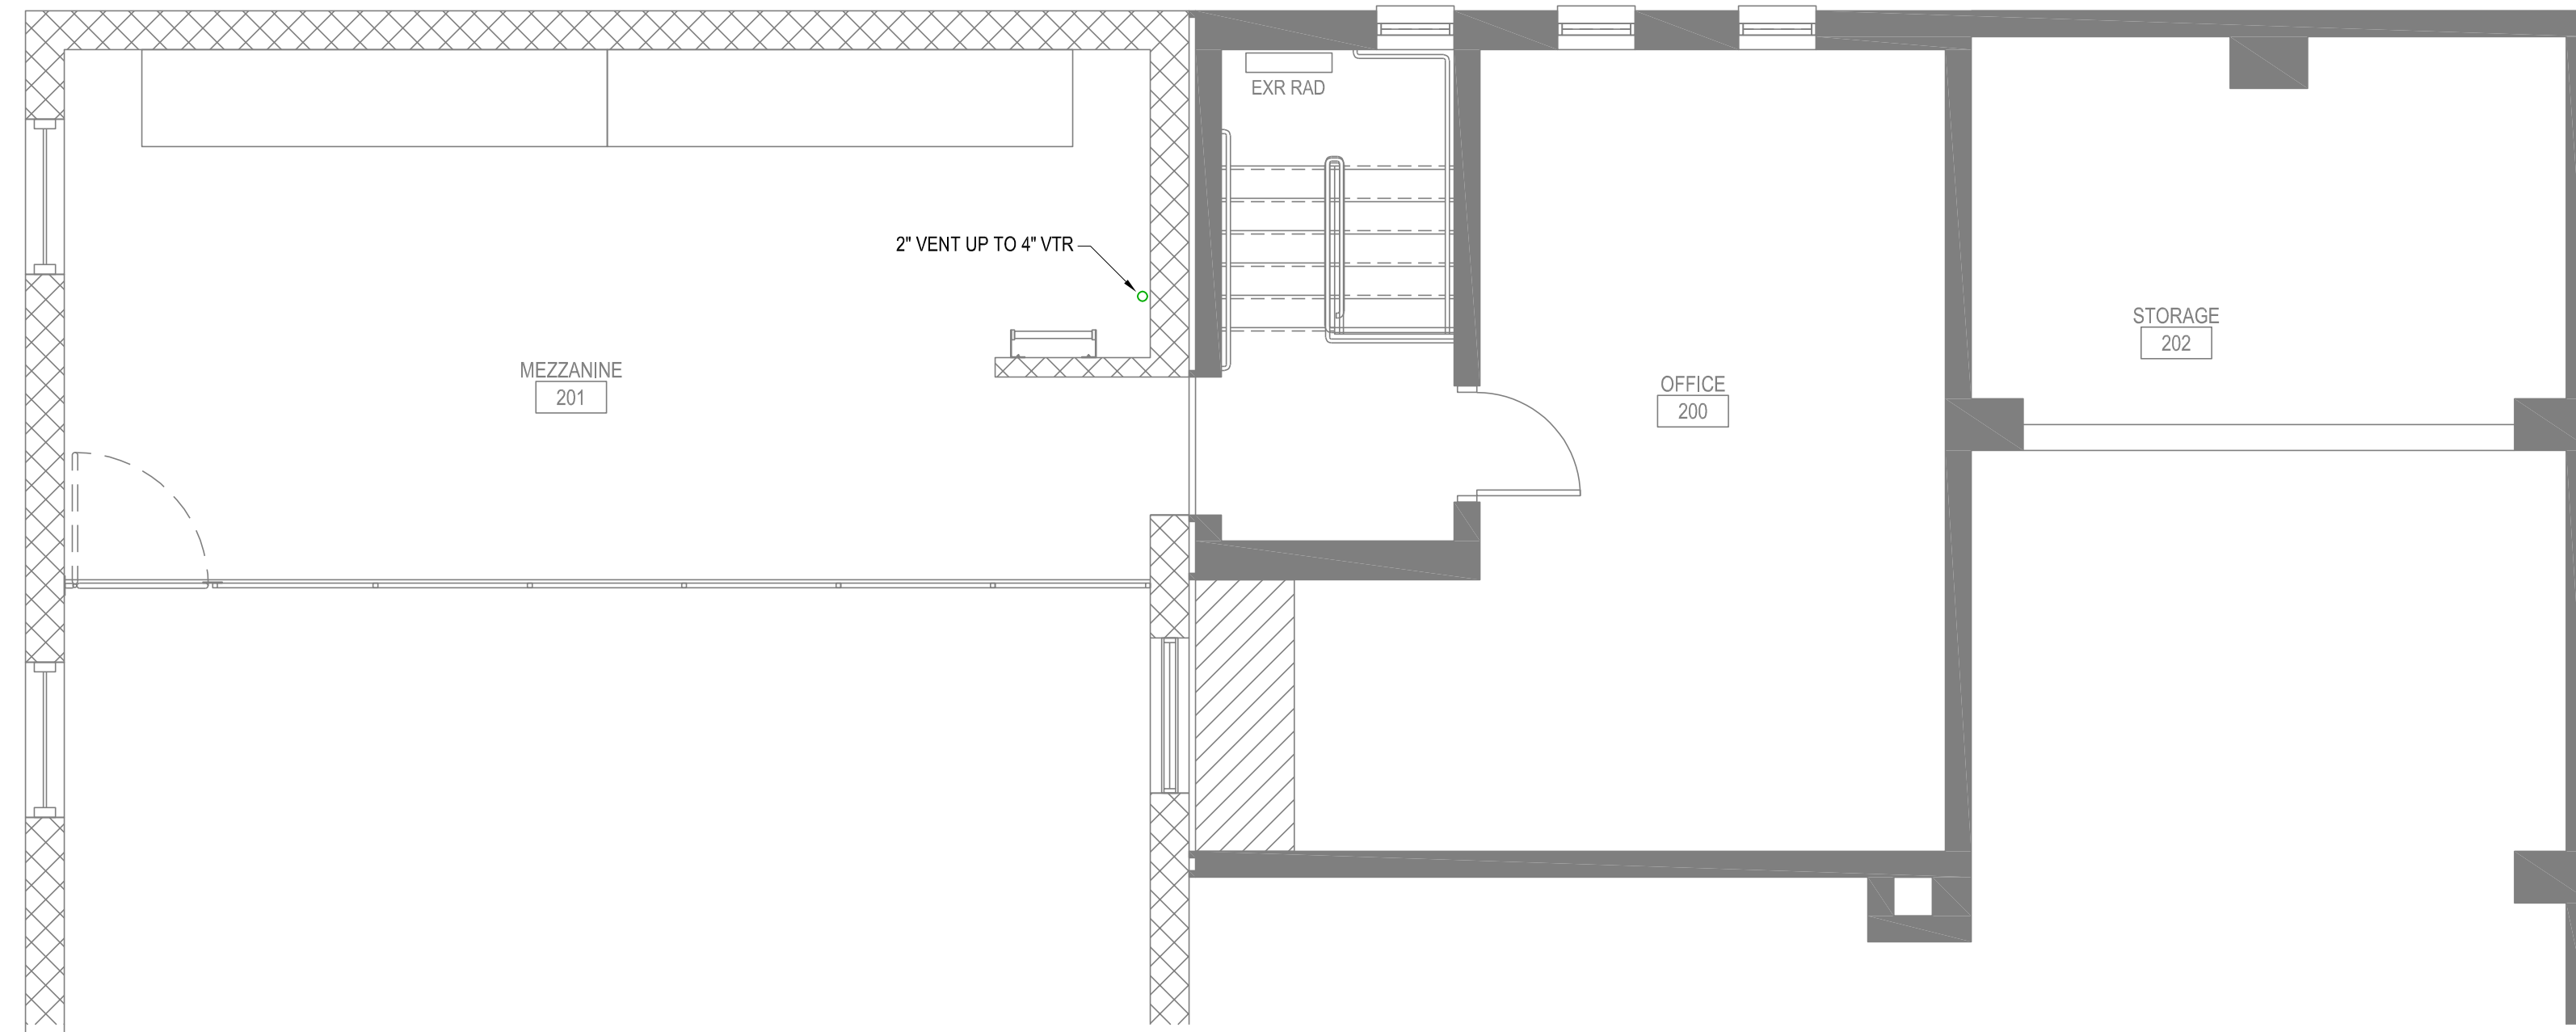 EXR RAD
2" VENT UP TO 4" VTR
STORAGE
202
MEZZANINE
201
OFFICE
200